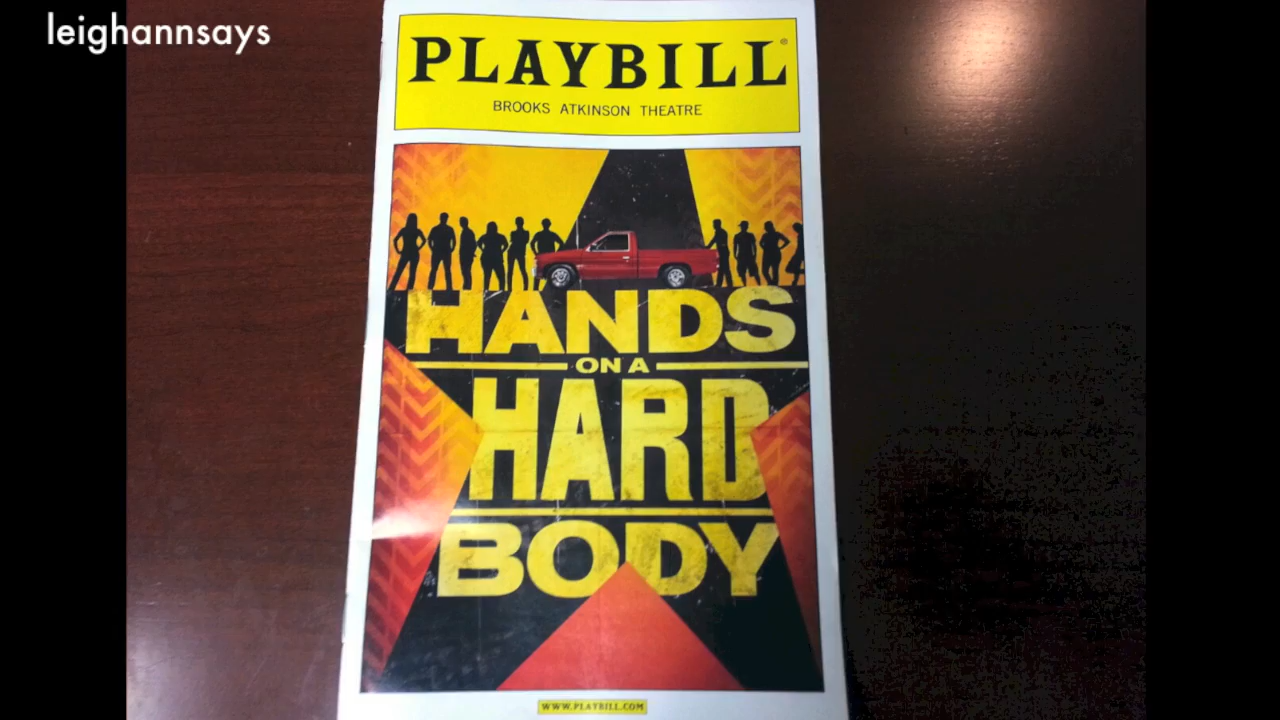 leighannsays
PLAYBILL®
BROOKS ATKINSON THEATRE
HANDS
ON A
HARD
BODY
WWW.PLAYBILL.COM